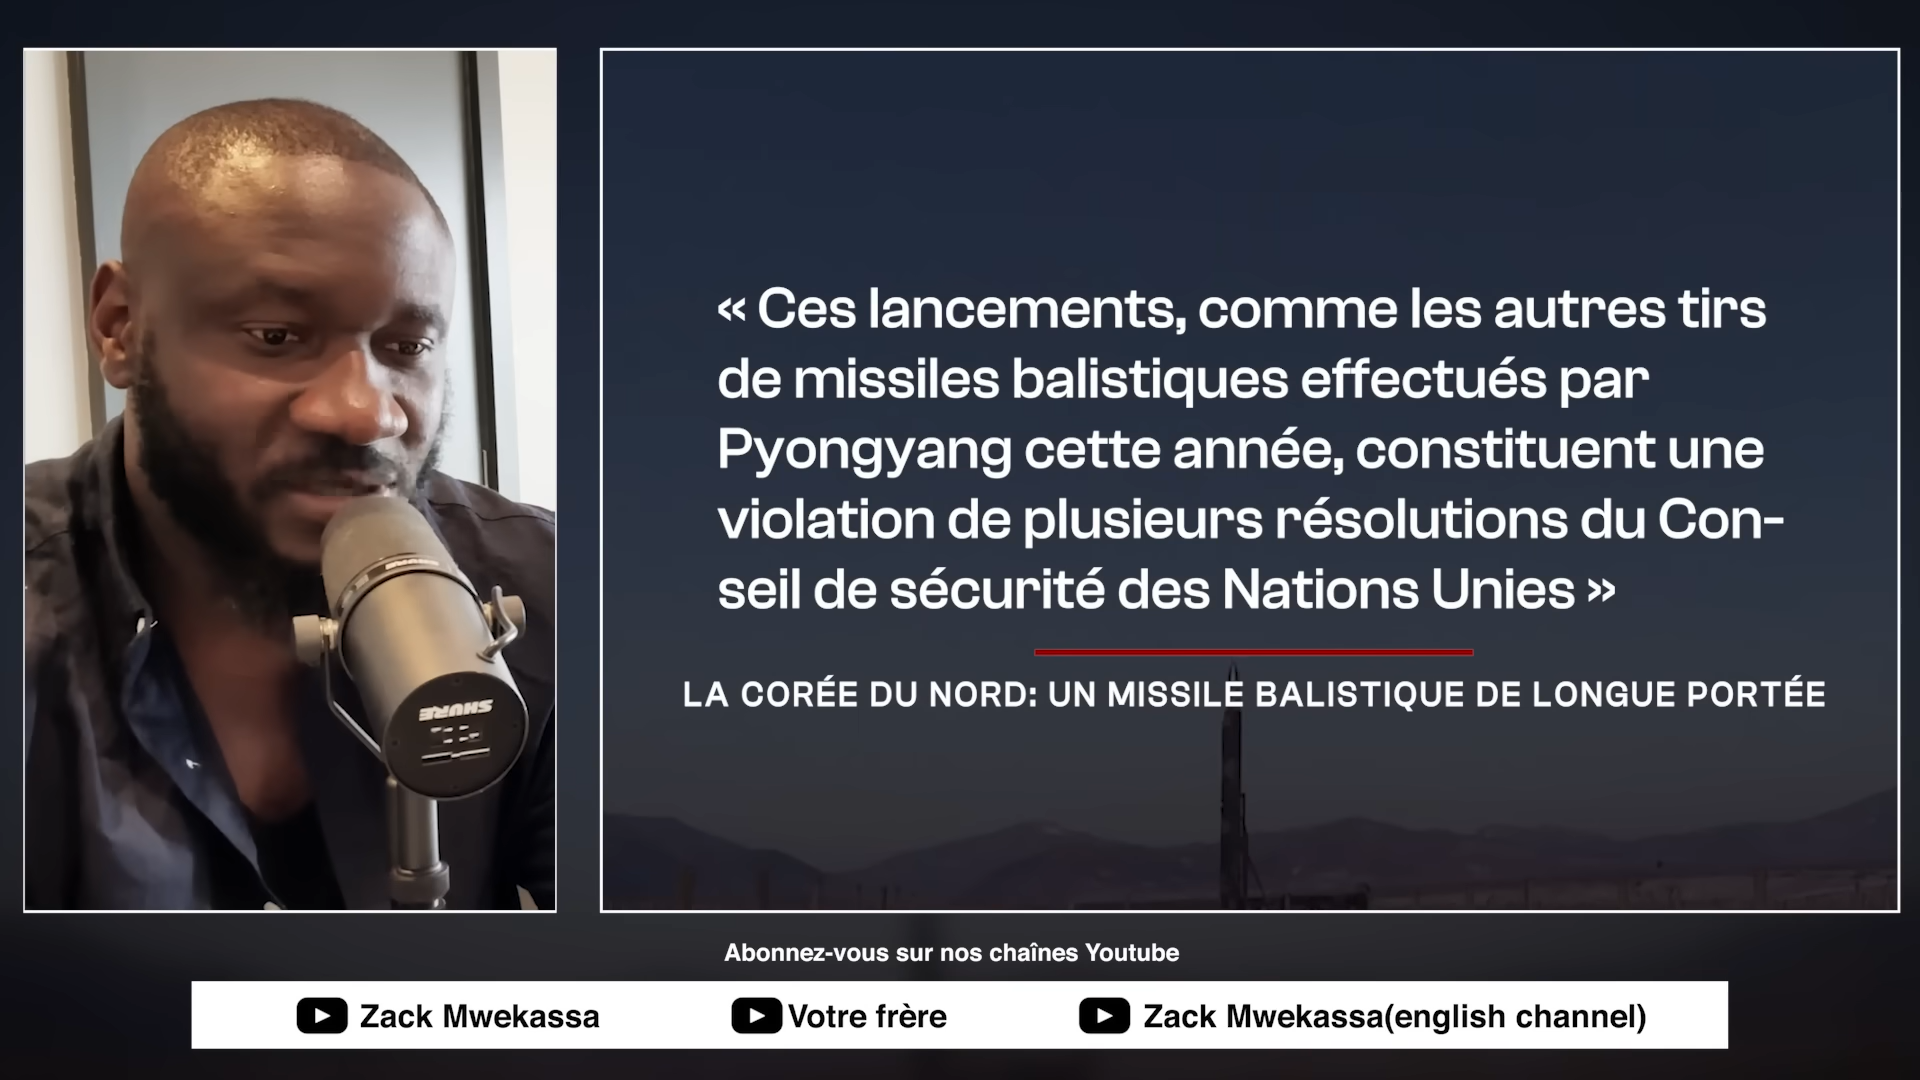 « Ces lancements, comme les autres tirs
de missiles balistiques effectués par
Pyongyang cette année, constituent une
violation de plusieurs résolutions du Con-
seil de sécurité des Nations Unies »
LA CORÉE DU NORD: UN MISSILE BALISTIQUE DE LONGUE PORTÉE
SHURE
SHURE
Abonnez-vous sur nos chaînes Youtube
Zack Mwekassa
Votre frère
Zack Mwekassa(english channel)